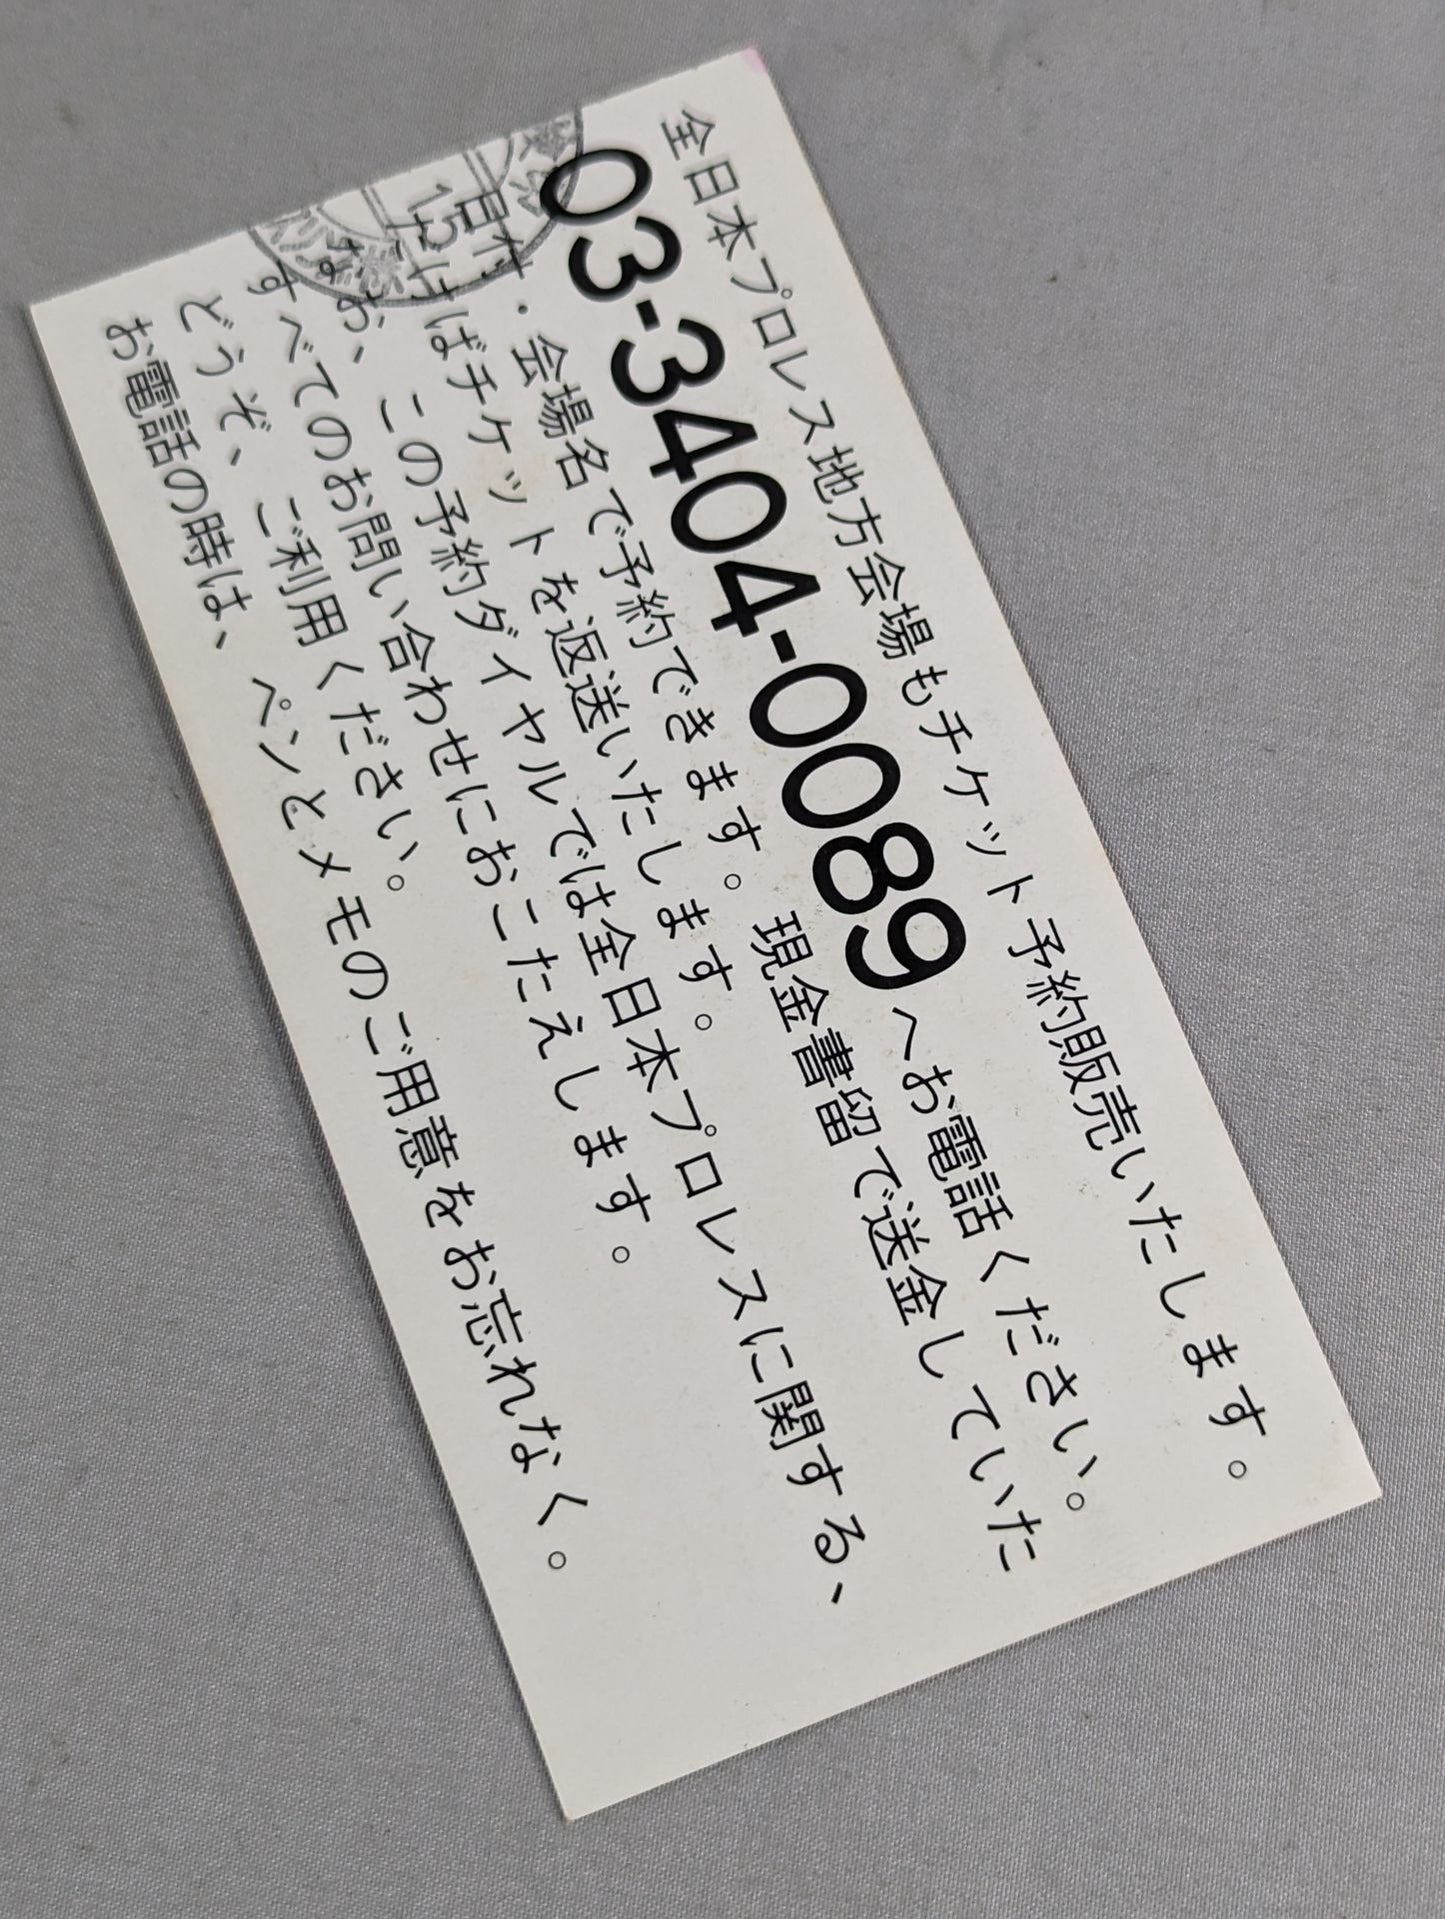 全日本プロレス地方会場もチケット予約販売いたします。
03-3404-0089へお電話ください。
日付・会場名で予約できます。現金書留で送金していた
だけばチケットを返送いたします。
なお、この予約ダイヤルでは全日本プロレスに関する、
すべてのお問い合わせにおこたえします。
どうぞ、ご利用ください。
お電話の時は、ペンとメモのご用意をお忘れなく。
15